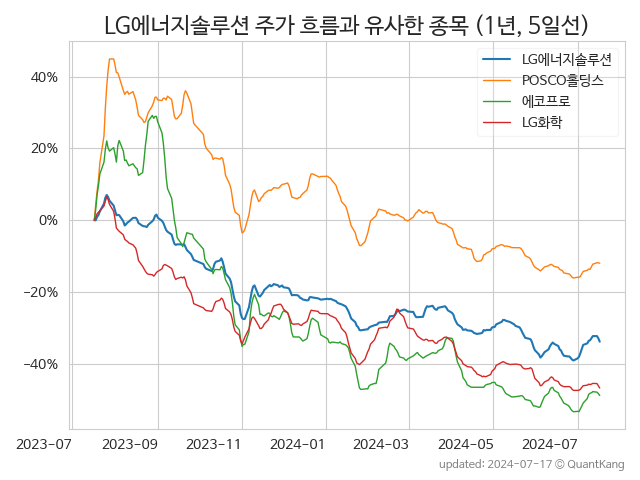 LG에너지솔루션 주가 흐름과 유사한 종목 (1년, 5일선)
LG에너지솔루션
POSCO홀딩스
에코프로
LG화학
40%
20%
0%
−20%
−40%
2023−07 2023−09 2023−11 2024−01 2024−03 2024−05 2024−07
updated: 2024-07-17 © QuantKang